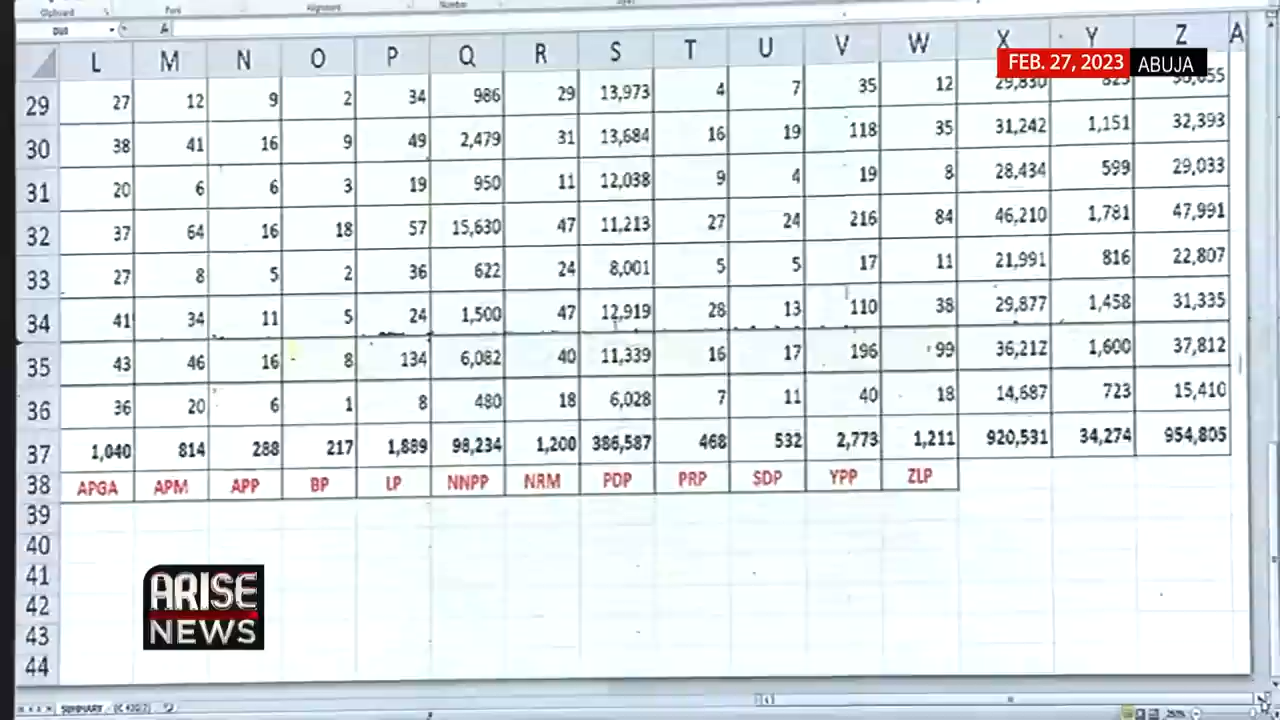 Clipboard Font Alignment Number
L M N O P Q R S T U V W X Y Z A
FEB. 27, 2023 ABUJA
29 27 12 9 2 34 986 29 13,973 4 7 35 12 29,830 825
30 38 41 16 9 49 2,479 31 13,684 16 19 118 35 31,242 1,151 32,393
31 20 6 6 3 19 950 11 12,038 9 4 19 8 28,434 599 29,033
32 37 64 16 18 57 15,630 47 11,213 27 24 216 84 46,210 1,781 47,991
33 27 8 5 2 36 622 24 8,001 5 5 17 11 21,991 816 22,807
34 41 34 11 5 24 1,500 47 12,919 28 13 110 38 29,877 1,458 31,335
35 43 46 16 8 134 6,082 40 11,339 16 17 196 99 36,212 1,600 37,812
36 36 20 6 1 8 480 18 6,028 7 11 40 18 14,687 723 15,410
37 1,040 814 288 217 1,889 98,234 1,200 386,587 468 532 2,773 1,211 920,531 34,274 954,805
38 APGA APM APP BP LP NNPP NRM PDP PRP SDP YPP ZLP
39
40
41
42
43
44
ARISE
NEWS
SUMMARY